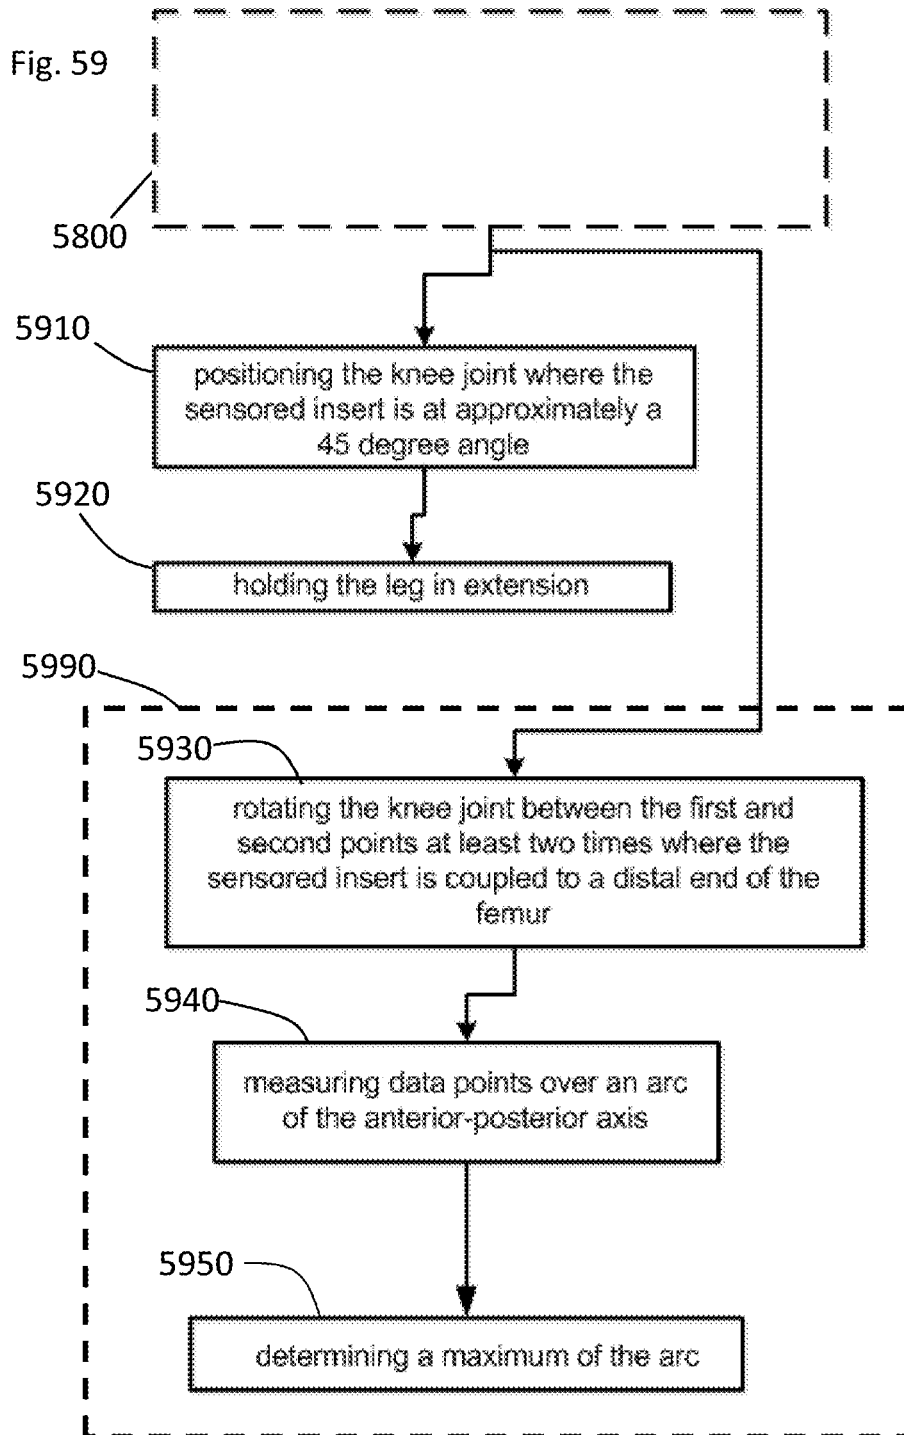 Fig. 59
5800
5910
positioning the knee joint where the
sensored insert is at approximately a
45 degree angle
5920
holding the leg in extension
5990
5930
rotating the knee joint between the first and
second points at least two times where the
sensored insert is coupled to a distal end of the
femur
5940
measuring data points over an arc
of the anterior-posterior axis
5950
determining a maximum of the arc